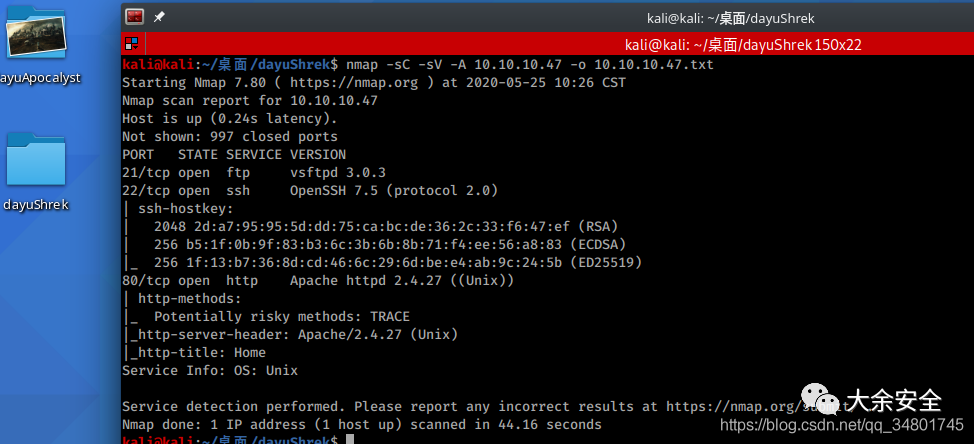 kali@kali: ~/桌面/dayuShrek
kali@kali: ~/桌面/dayuShrek 150x22
ayuApocalyst
dayuShrek
kali@kali:~/桌面/dayuShrek$ nmap -sC -sV -A 10.10.10.47 -o 10.10.10.47.txt
Starting Nmap 7.80 ( https://nmap.org ) at 2020-05-25 10:26 CST
Nmap scan report for 10.10.10.47
Host is up (0.24s latency).
Not shown: 997 closed ports
PORT   STATE SERVICE VERSION
21/tcp open  ftp     vsftpd 3.0.3
22/tcp open  ssh     OpenSSH 7.5 (protocol 2.0)
| ssh-hostkey:
|   2048 2d:a7:95:95:5d:dd:75:ca:bc:de:36:2c:33:f6:47:ef (RSA)
|   256 b5:1f:0b:9f:83:b3:6c:3b:6b:8b:71:f4:ee:56:a8:83 (ECDSA)
|_  256 1f:13:b7:36:8d:cd:46:6c:29:6d:be:e4:ab:9c:24:5b (ED25519)
80/tcp open  http    Apache httpd 2.4.27 ((Unix))
| http-methods:
|_  Potentially risky methods: TRACE
|_http-server-header: Apache/2.4.27 (Unix)
|_http-title: Home
Service Info: OS: Unix
Service detection performed. Please report any incorrect results at https://nmap.org/
Nmap done: 1 IP address (1 host up) scanned in 44.16 seconds
kali@kali:~/桌面/dayuShrek$
大余安全
https://blog.csdn.net/qq_34801745